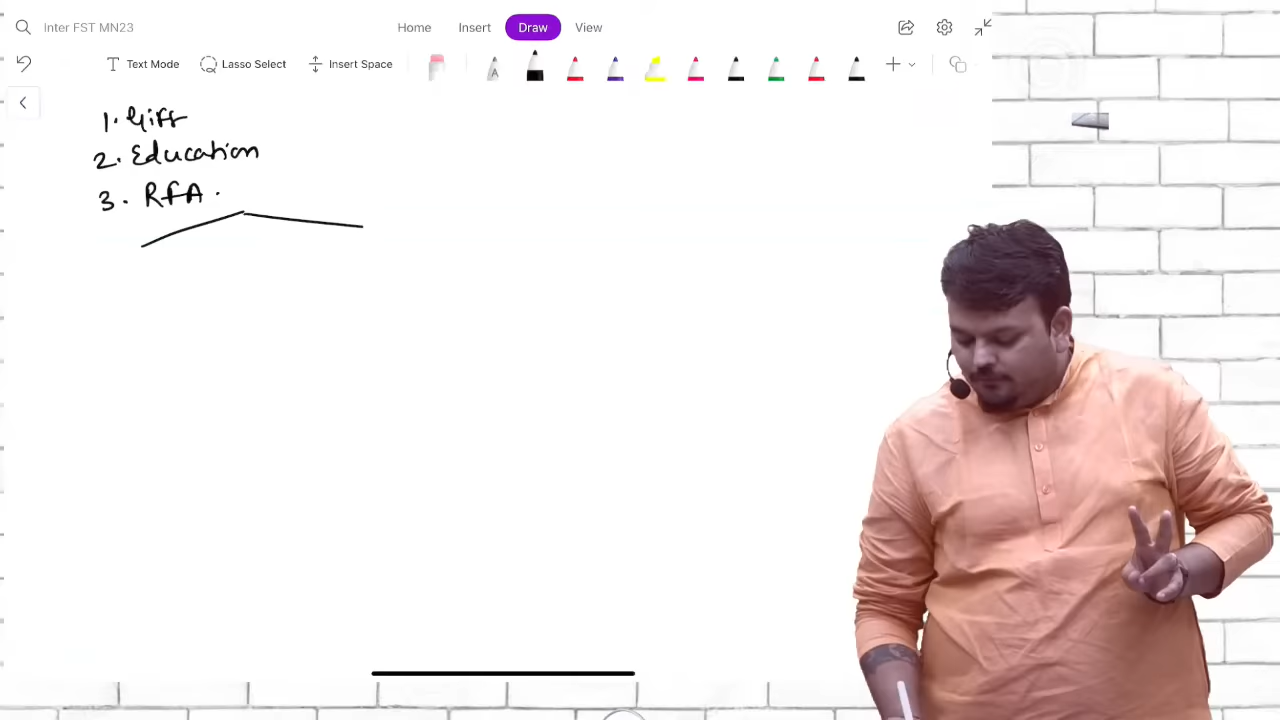 Inter FST MN23
Home Insert Draw View
Text Mode Lasso Select Insert Space
A
1. Gift
2. Education
3. RFA.